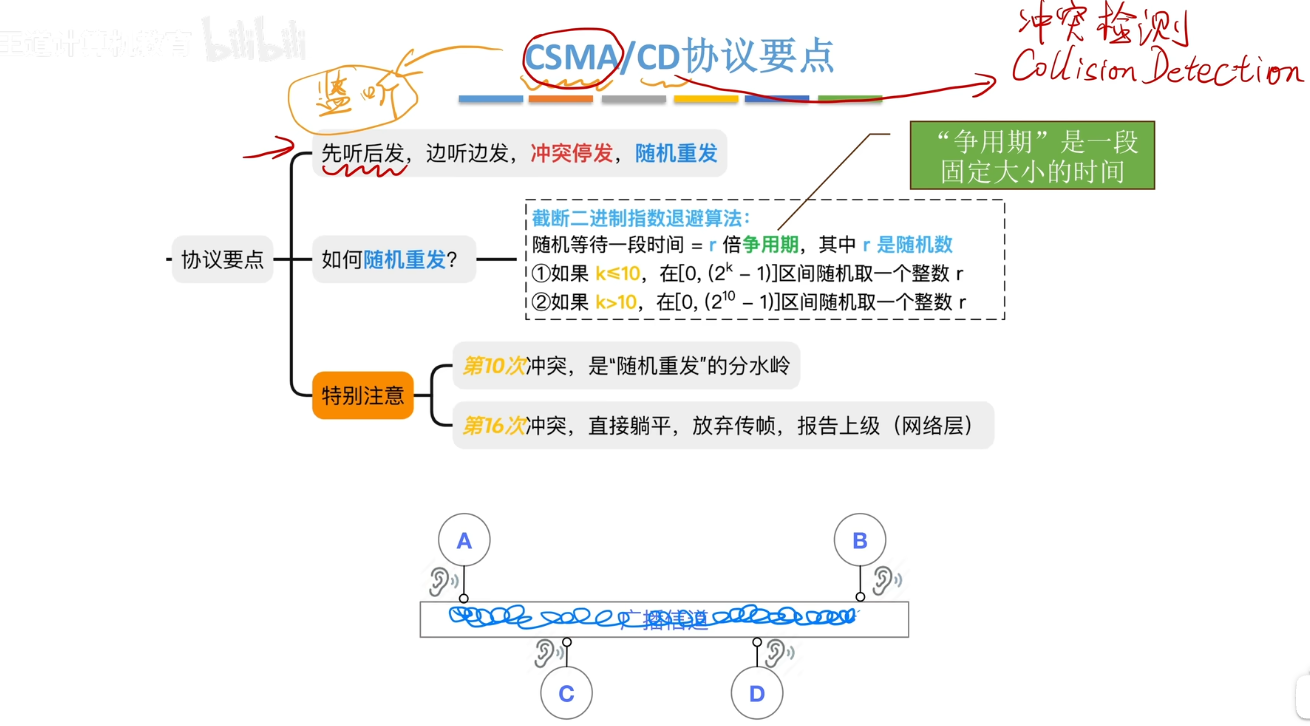 王道计算机教育 bilibili
冲突检测
Collision Detection
CSMA/CD协议要点
监听
先听后发，边听边发，冲突停发，随机重发
“争用期”是一段
固定大小的时间
协议要点
如何随机重发？
截断二进制指数退避算法：
随机等待一段时间 = r 倍争用期，其中 r 是随机数
①如果 k≤10，在[0, (2^k − 1)]区间随机取一个整数 r
②如果 k>10，在[0, (2^10 − 1)]区间随机取一个整数 r
特别注意
第10次冲突，是“随机重发”的分水岭
第16次冲突，直接躺平，放弃传帧，报告上级（网络层）
A
B
广播信道
C
D